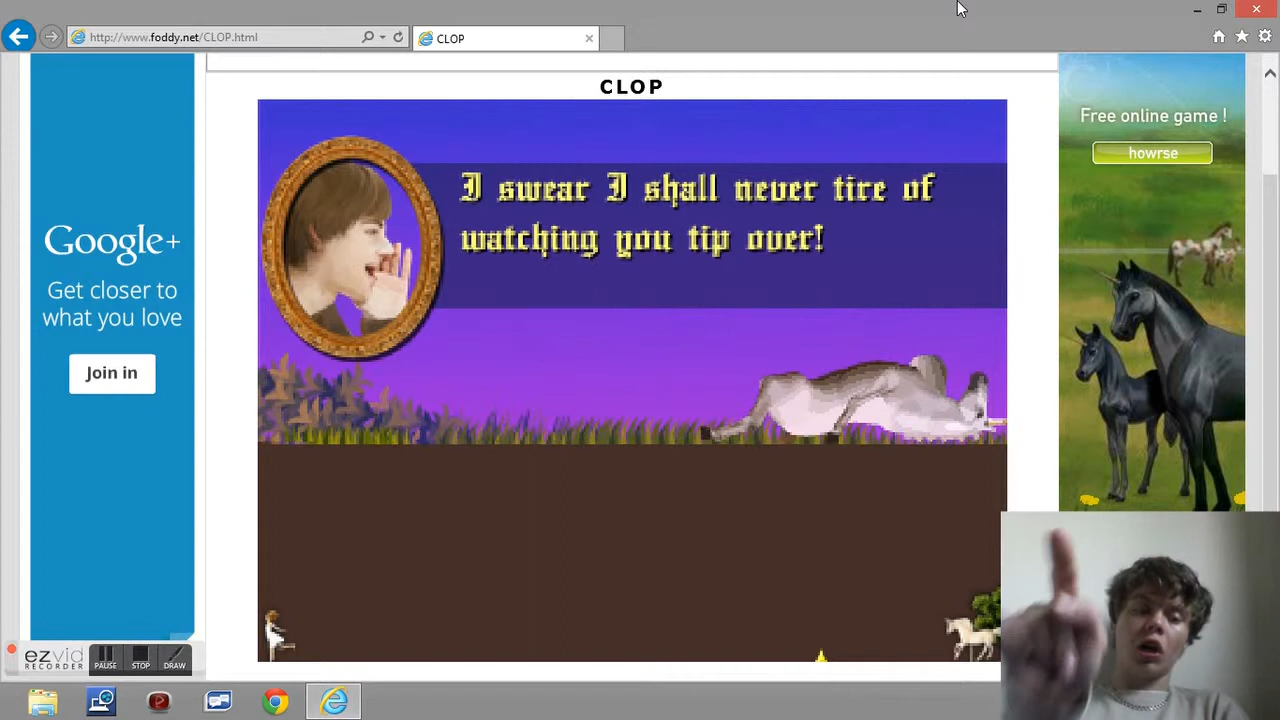 http://www.foddy.net/CLOP.html
CLOP
CLOP
I swear I shall never tire of
watching you tip over!
Google+
Get closer to
what you love
Join in
Free online game !
howrse
ezvid
RECORDER
PAUSE
STOP
DRAW